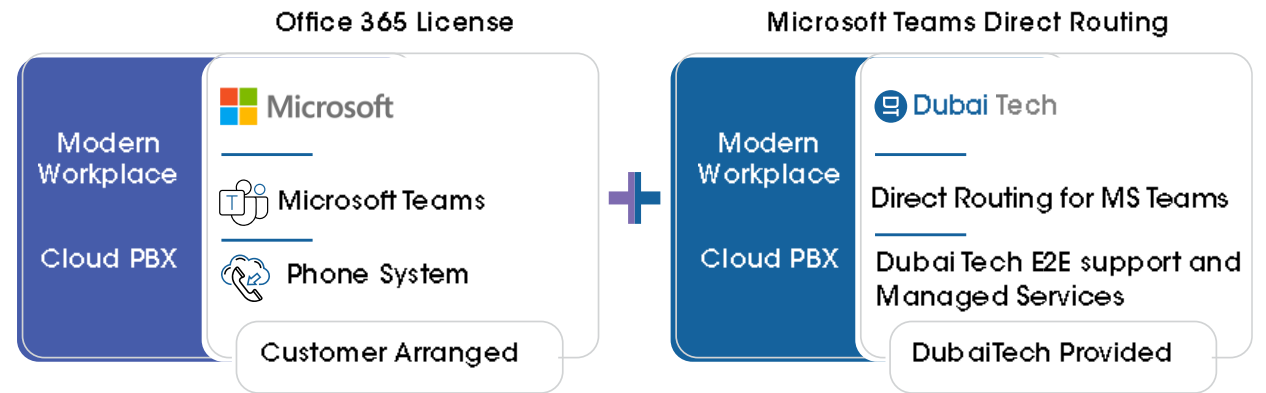 Office 365 License
Modern
Workplace
Cloud PBX
Microsoft
T
Microsoft Teams
Phone System
Customer Arranged
Microsoft Teams Direct Routing
Modern
Workplace
Cloud PBX
Dubai Tech
Direct Routing for MS Teams
Dubai Tech E2E support and
Managed Services
DubaiTech Provided